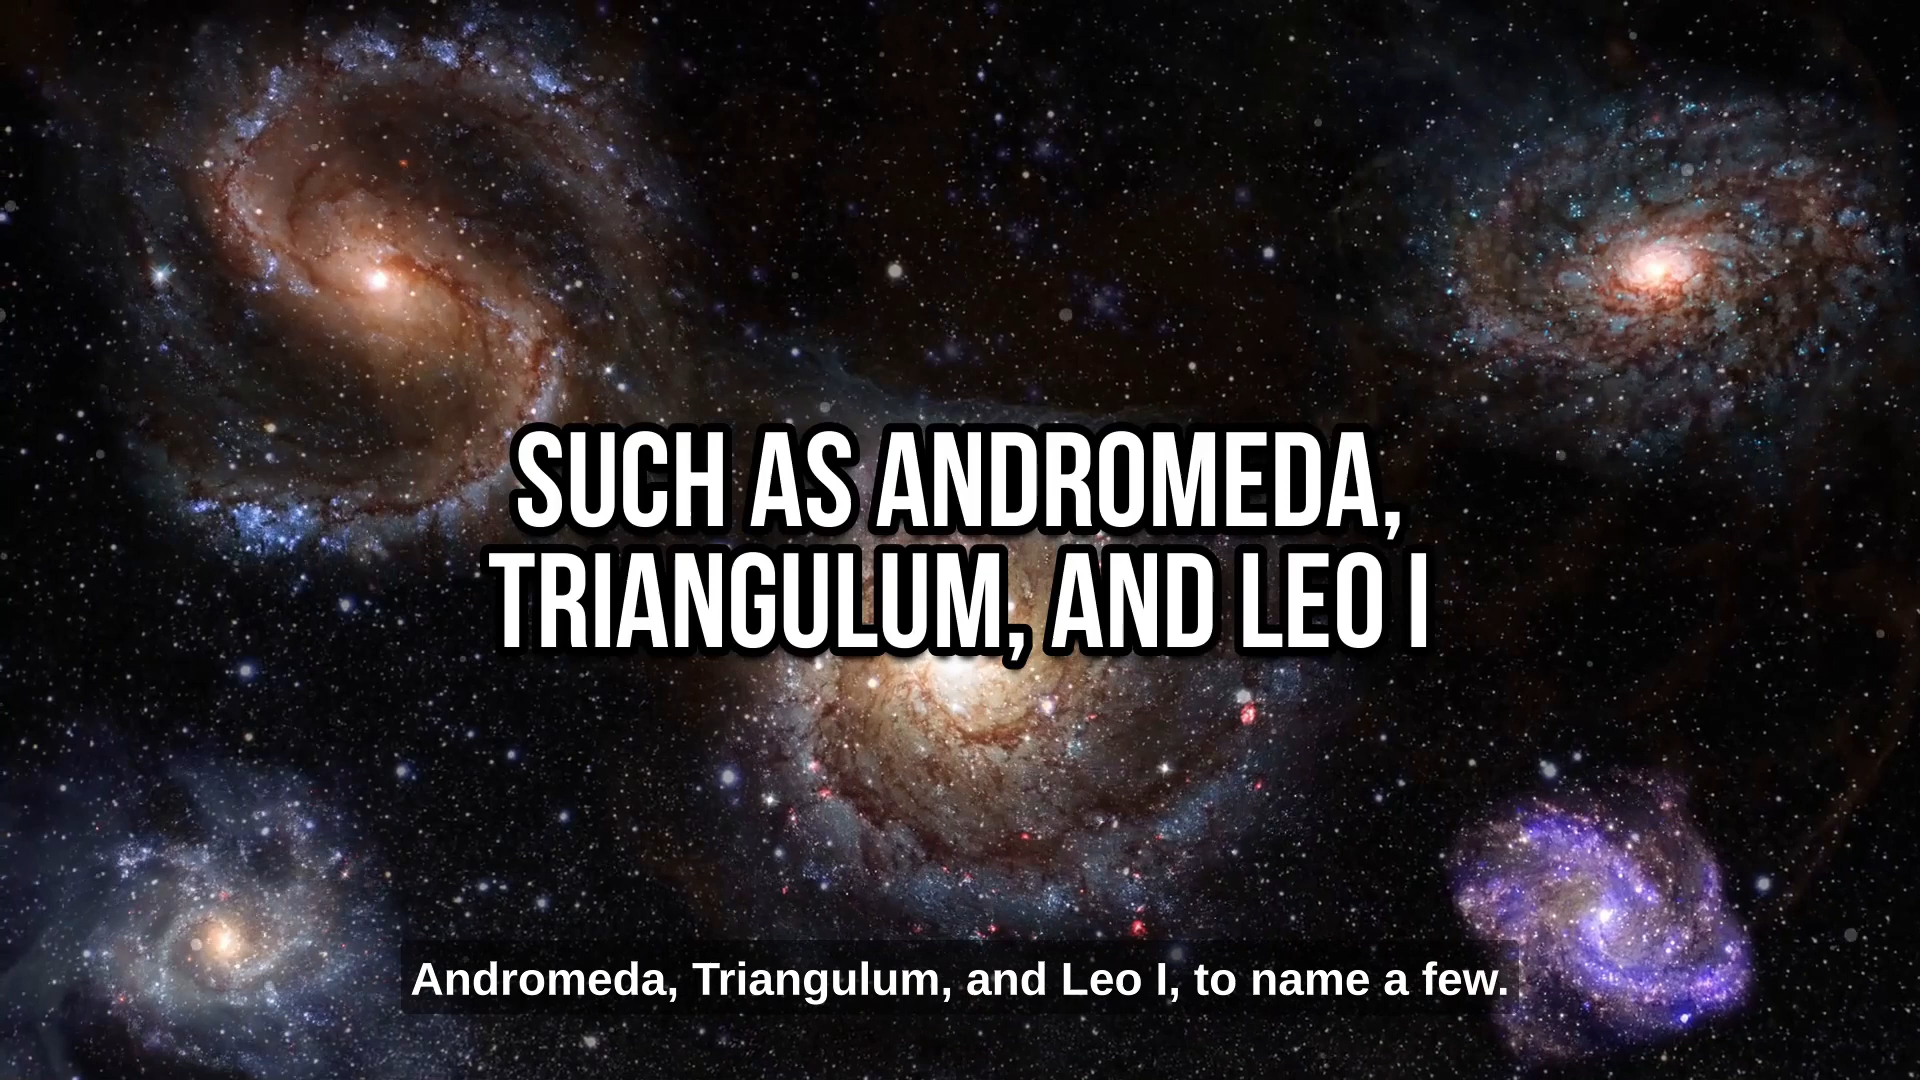 SUCH AS ANDROMEDA,
TRIANGULUM, AND LEO I
Andromeda, Triangulum, and Leo I, to name a few.